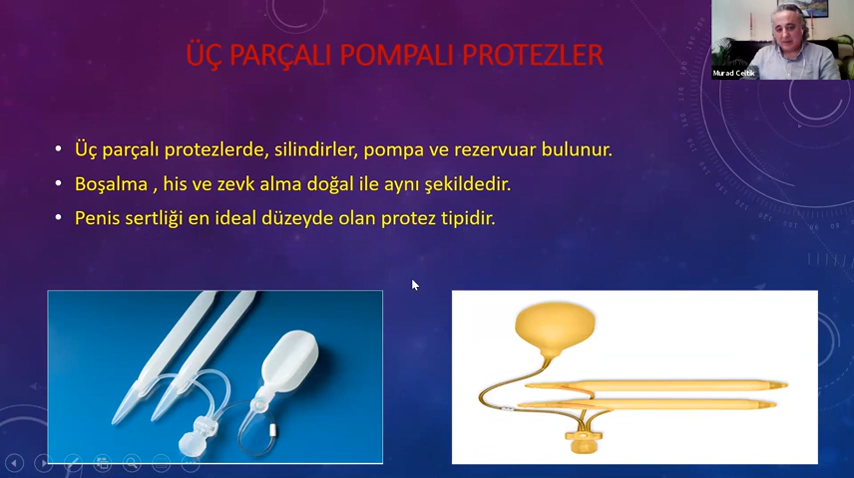 ÜÇ PARÇALI POMPALI PROTEZLER
Murad Celtik
• Üç parçalı protezlerde, silindirler, pompa ve rezervuar bulunur.
• Boşalma , his ve zevk alma doğal ile aynı şekildedir.
• Penis sertliği en ideal düzeyde olan protez tipidir.